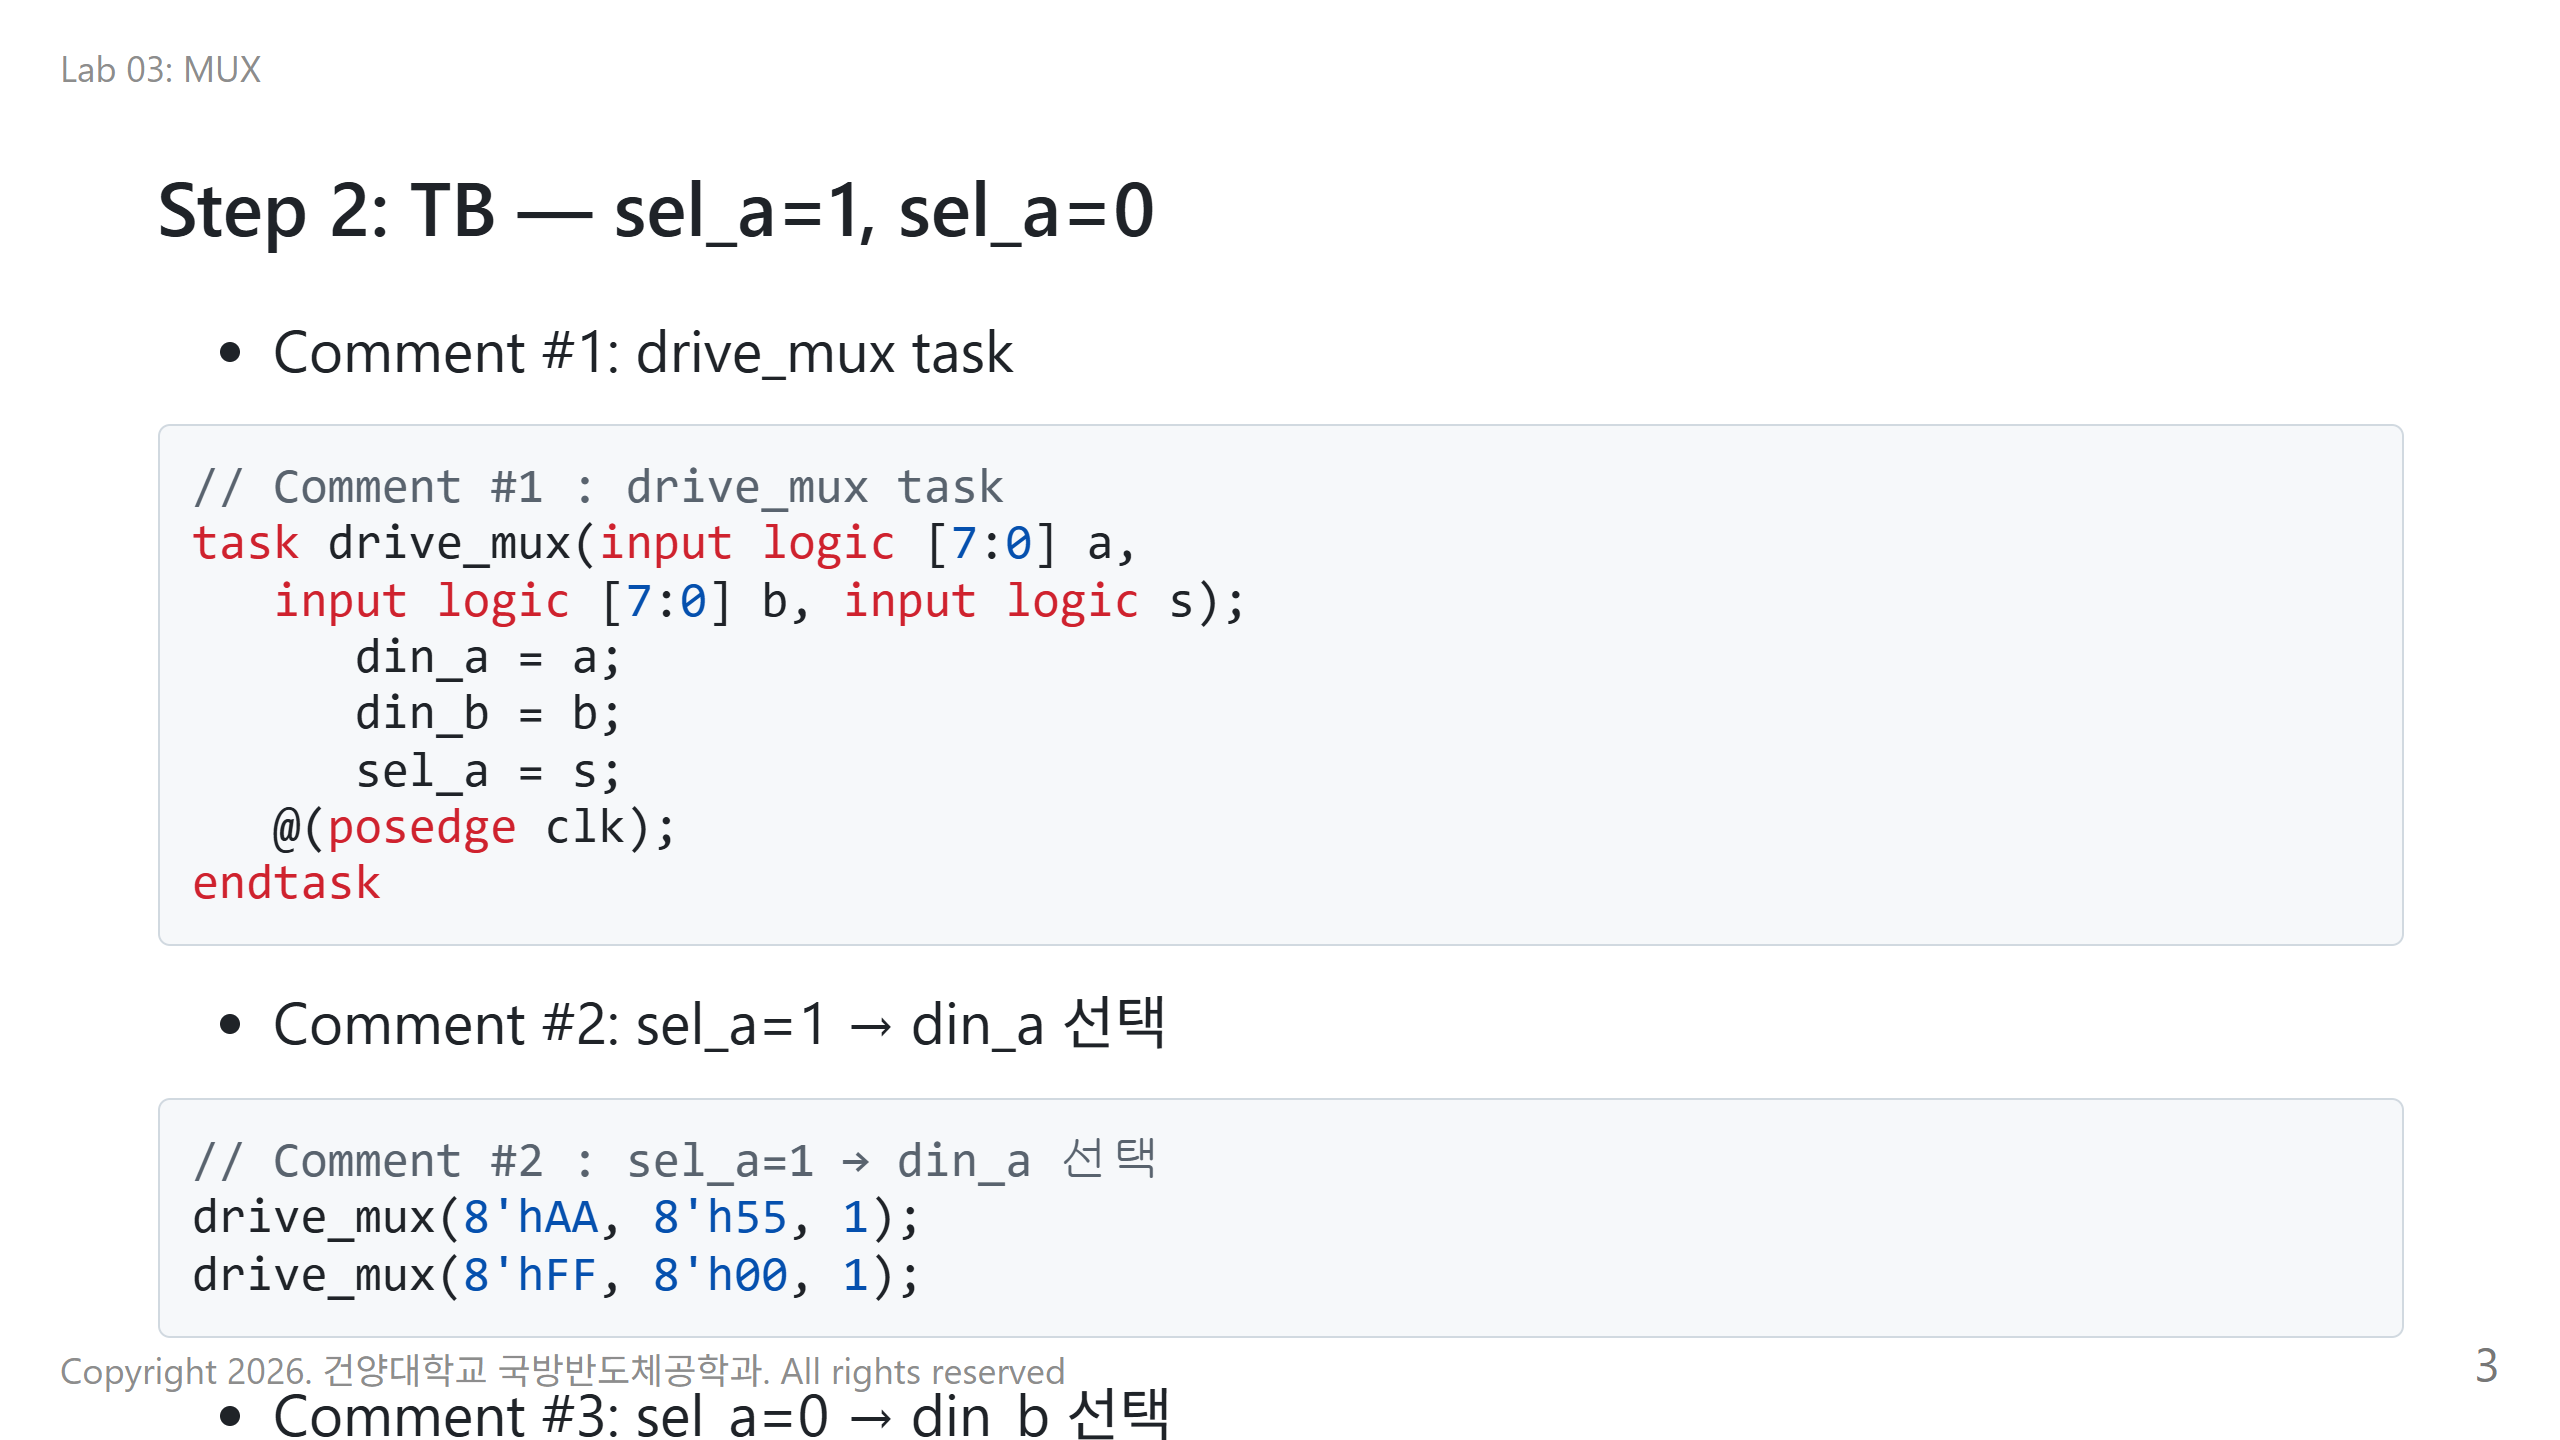 Lab 03: MUX
Step 2: TB — sel_a=1, sel_a=0
• Comment #1: drive_mux task
// Comment #1 : drive_mux task
task drive_mux(input logic [7:0] a,
   input logic [7:0] b, input logic s);
      din_a = a;
      din_b = b;
      sel_a = s;
   @(posedge clk);
endtask
• Comment #2: sel_a=1 → din_a 선택
// Comment #2 : sel_a=1 → din_a 선택
drive_mux(8'hAA, 8'h55, 1);
drive_mux(8'hFF, 8'h00, 1);
Copyright 2026. 건양대학교 국방반도체공학과. All rights reserved
3
• Comment #3: sel_a=0 → din_b 선택